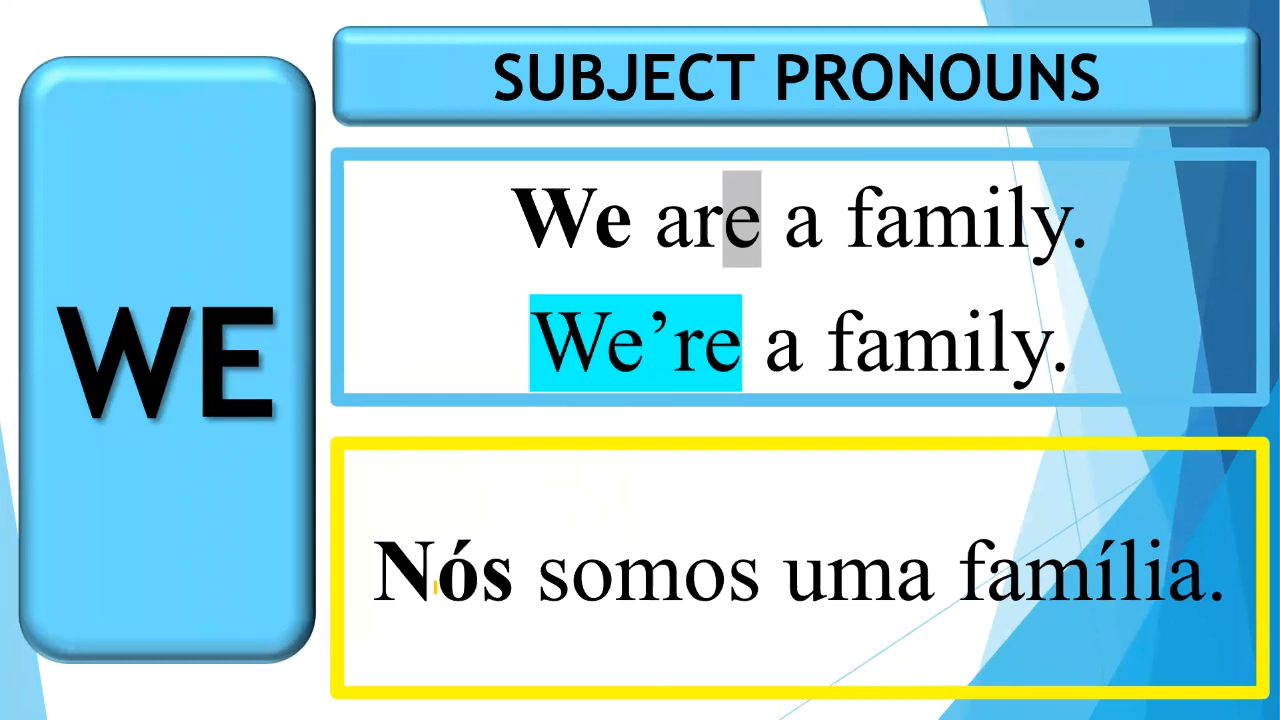 SUBJECT PRONOUNS
WE
We are a family.
We’re a family.
Nós somos uma família.